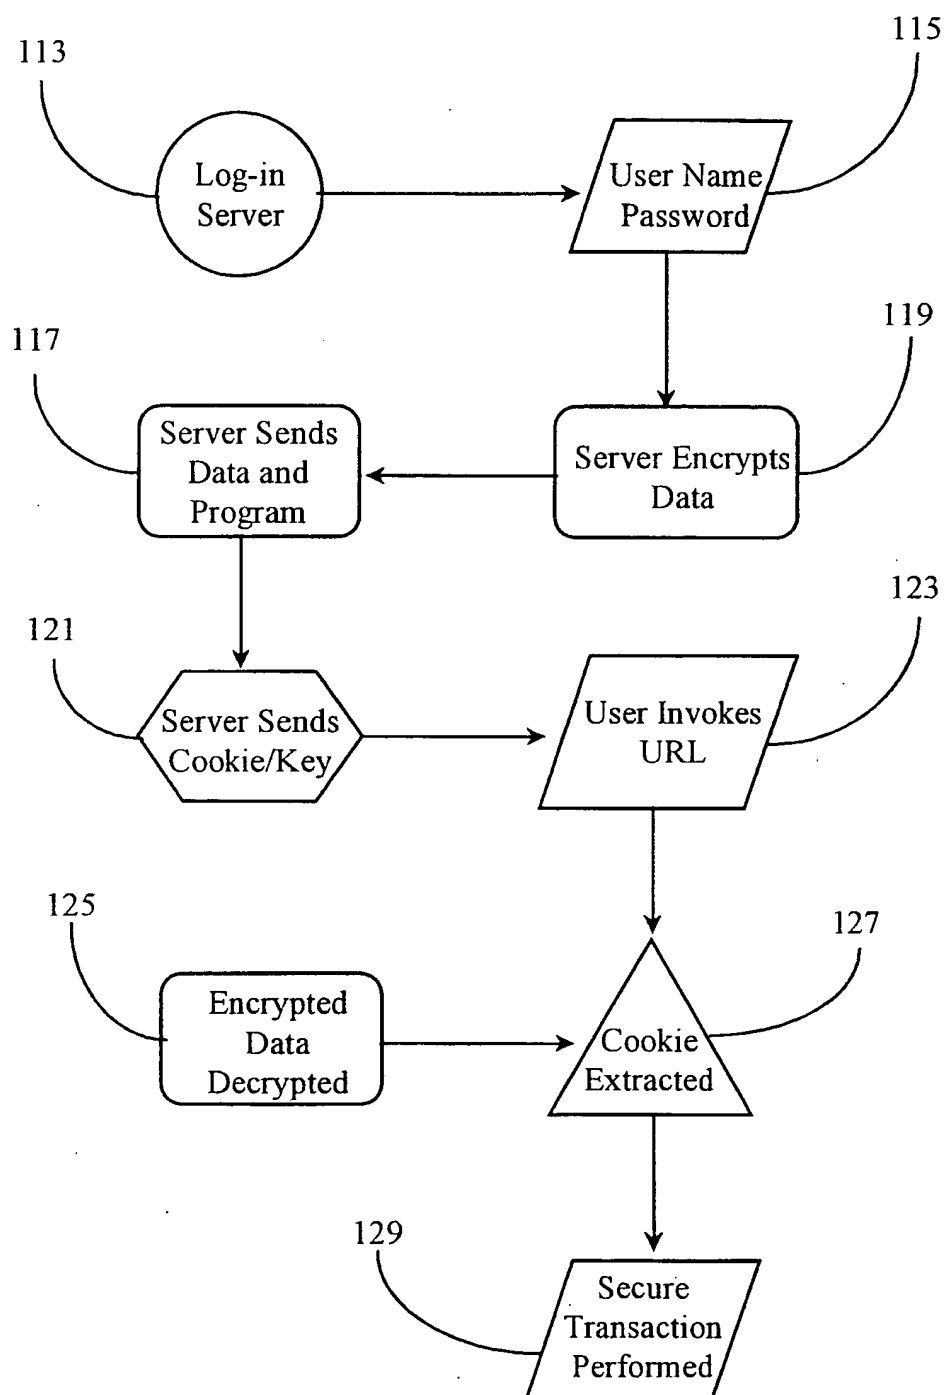 113
115
Log-in
Server
User Name
Password
117
119
Server Sends
Data and
Program
Server Encrypts
Data
121
123
Server Sends
Cookie/Key
User Invokes
URL
125
127
Encrypted
Data
Decrypted
Cookie
Extracted
129
Secure
Transaction
Performed